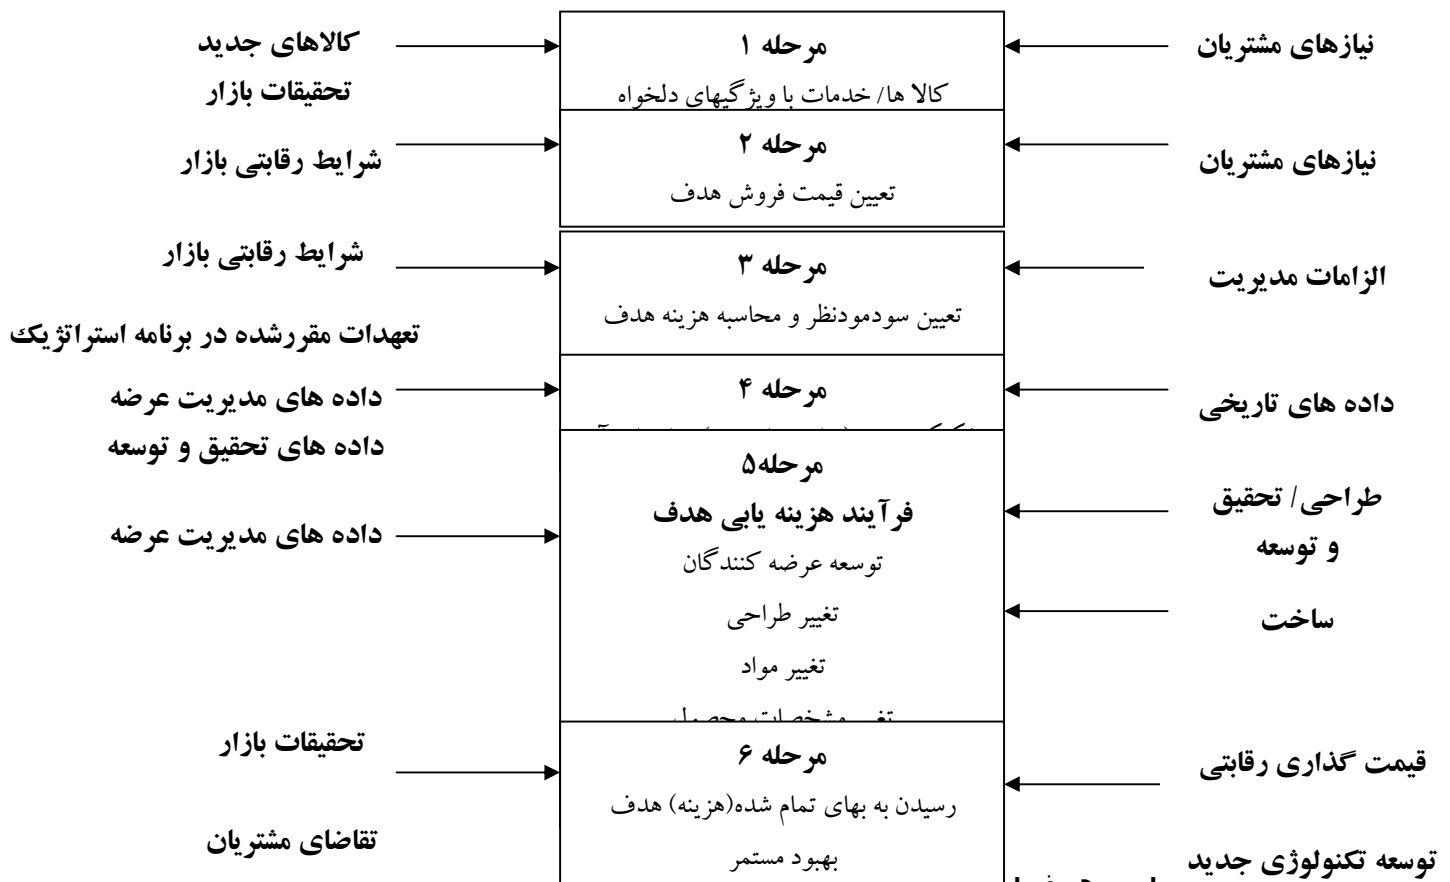 نیازهای مشتریان
مرحله ۱
کالا ها/ خدمات با ویژگیهای دلخواه
کالاهای جدید
تحقیقات بازار
نیازهای مشتریان
مرحله ۲
تعیین قیمت فروش هدف
شرایط رقابتی بازار
الزامات مدیریت
مرحله ۳
تعیین سودمودنظر و محاسبه هزینه هدف
شرایط رقابتی بازار
تعهدات مقررشده در برنامه استراتژیک
داده های تاریخی
مرحله ۴
داده های مدیریت عرضه
داده های تحقیق و توسعه
طراحی/ تحقیق
و توسعه
ساخت
مرحله۵
فرآیند هزینه یابی هدف
توسعه عرضه کنندگان
تغییر طراحی
تغییر مواد
تغییر مشخصات محصول
داده های مدیریت عرضه
قیمت گذاری رقابتی
توسعه تکنولوژی جدید
مرحله ۶
رسیدن به بهای تمام شده(هزینه) هدف
بهبود مستمر
تحقیقات بازار
تقاضای مشتریان